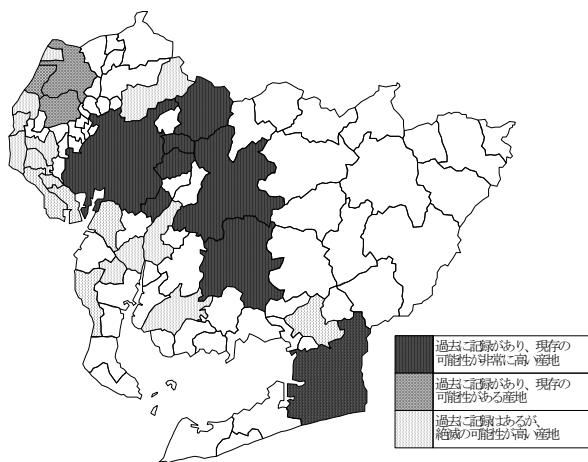 過去に記録があり、現存の
可能性が非常に高い産地
過去に記録があり、現存の
可能性がある産地
過去に記録はあるが、
絶滅の可能性が高い産地